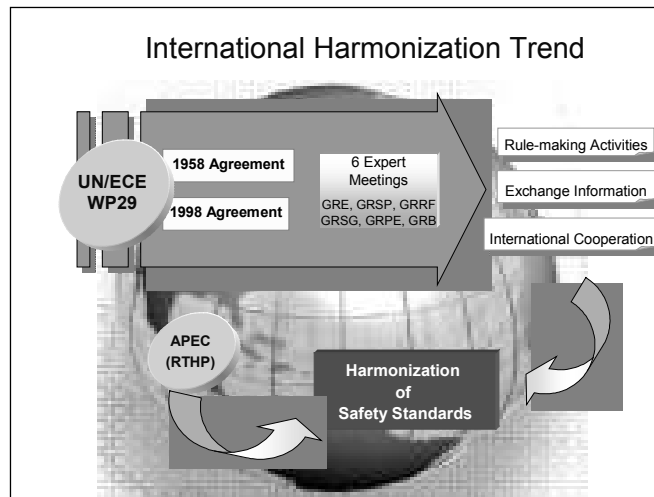 International Harmonization Trend
UN/ECE
WP29
1958 Agreement
1998 Agreement
6 Expert
Meetings
GRE, GRSP, GRRF
GRSG, GRPE, GRB
Rule-making Activities
Exchange Information
International Cooperation
APEC
(RTHP)
Harmonization
of
Safety Standards